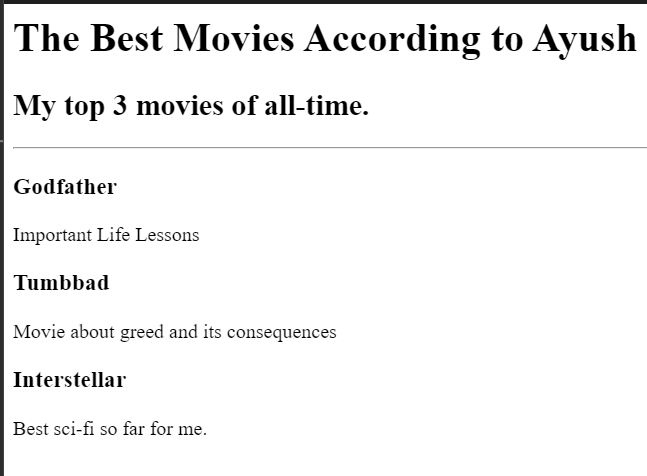 The Best Movies According to Ayush
My top 3 movies of all-time.
Godfather
Important Life Lessons
Tumbbad
Movie about greed and its consequences
Interstellar
Best sci-fi so far for me.